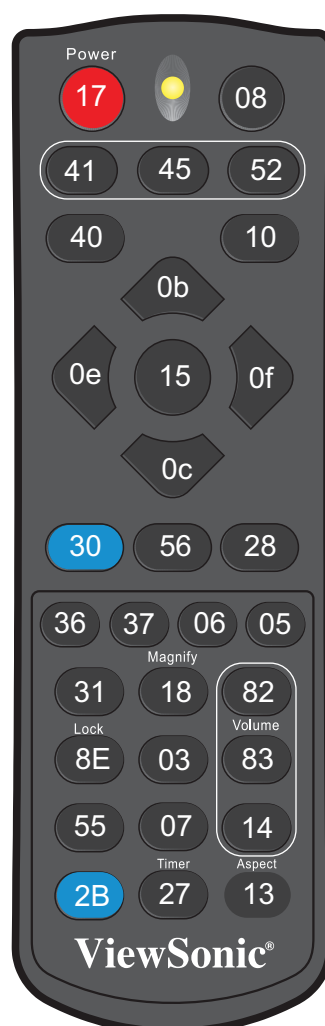 Power
17 08
41 45 52
40 10
0b
0e 15 0f
0c
30 56 28
36 37 06 05
Magnify
31 18 82
Lock Volume
8E 03 83
55 07 14
Timer Aspect
2B 27 13
ViewSonic®